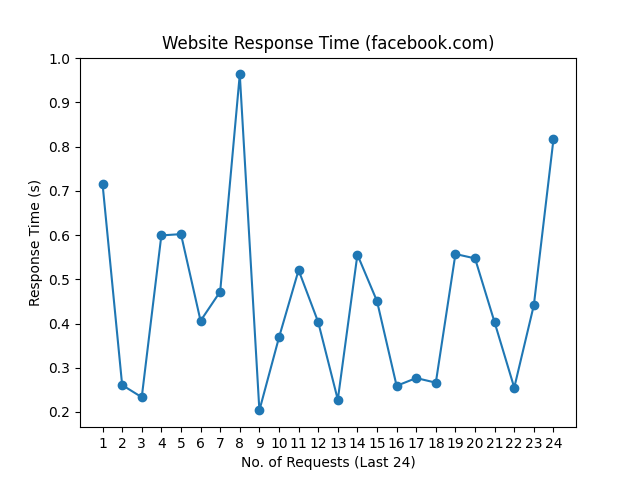 Website Response Time (facebook.com)
1.0
0.9
0.8
0.7
0.6
0.5
0.4
0.3
0.2
Response Time (s)
1 2 3 4 5 6 7 8 9 10 11 12 13 14 15 16 17 18 19 20 21 22 23 24
No. of Requests (Last 24)